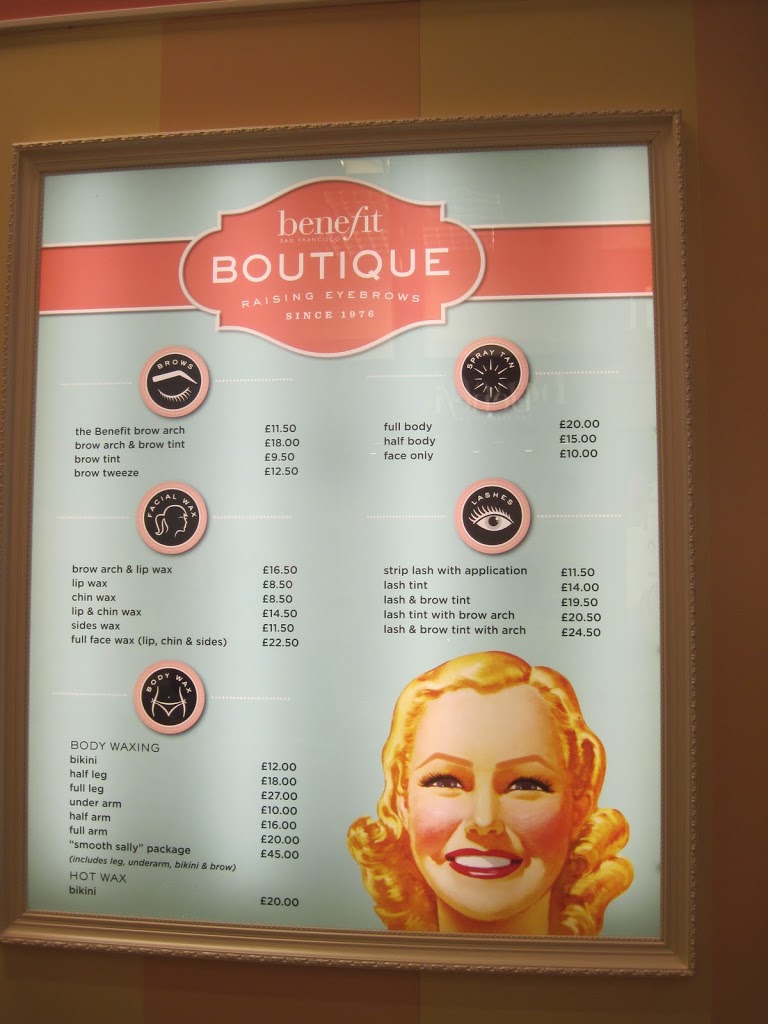 benefit
SAN FRANCISCO
BOUTIQUE
RAISING EYEBROWS
SINCE 1976
BROWS
the Benefit brow arch £11.50
brow arch & brow tint £18.00
brow tint £9.50
brow tweeze £12.50
FACIAL WAX
brow arch & lip wax £16.50
lip wax £8.50
chin wax £8.50
lip & chin wax £14.50
sides wax £11.50
full face wax (lip, chin & sides) £22.50
BODY WAX
BODY WAXING
bikini £12.00
half leg £18.00
full leg £27.00
under arm £10.00
half arm £16.00
full arm £20.00
"smooth sally" package £45.00
(includes leg, underarm, bikini & brow)
HOT WAX
bikini £20.00
SPRAY TAN
full body £20.00
half body £15.00
face only £10.00
LASHES
strip lash with application £11.50
lash tint £14.00
lash & brow tint £19.50
lash tint with brow arch £20.50
lash & brow tint with arch £24.50